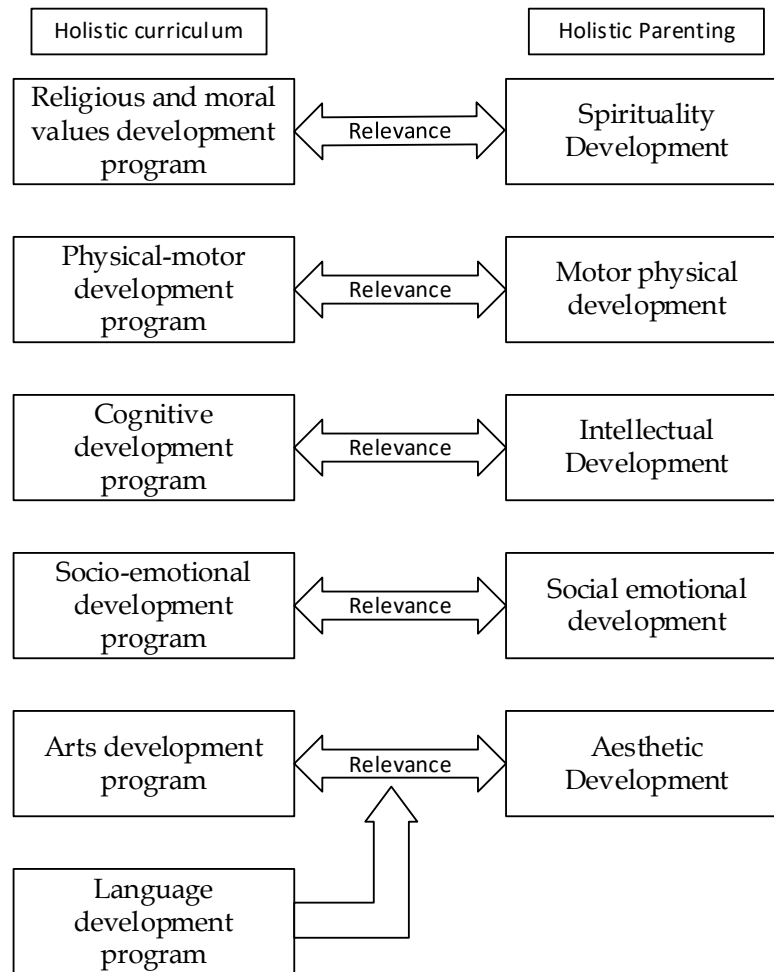 Holistic curriculum
Holistic Parenting
Religious and moral
values development
program
Relevance
Spirituality
Development
Physical-motor
development
program
Relevance
Motor physical
development
Cognitive
development
program
Relevance
Intellectual
Development
Socio-emotional
development
program
Relevance
Social emotional
development
Arts development
program
Relevance
Aesthetic
Development
Language
development
program